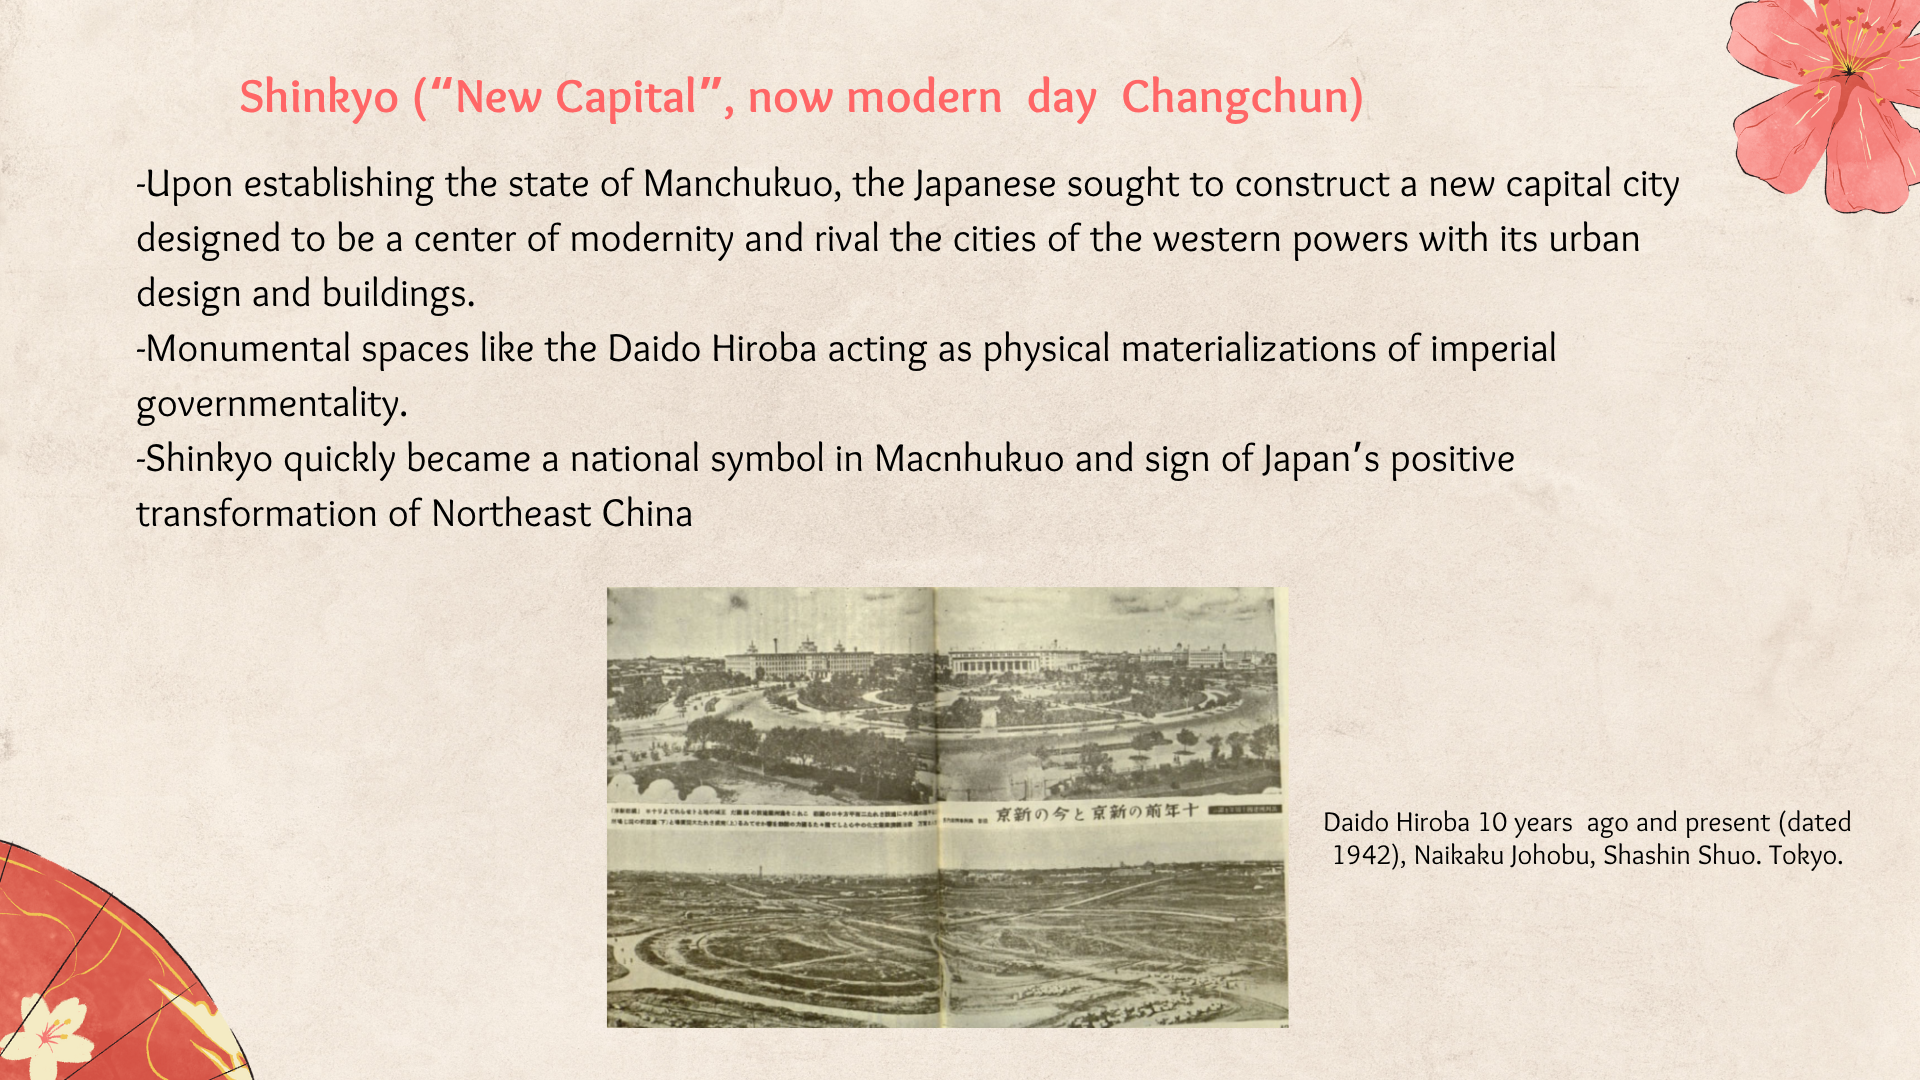 Shinkyo (“New Capital”, now modern day Changchun)
-Upon establishing the state of Manchukuo, the Japanese sought to construct a new capital city
designed to be a center of modernity and rival the cities of the western powers with its urban
design and buildings.
-Monumental spaces like the Daido Hiroba acting as physical materializations of imperial
governmentality.
-Shinkyo quickly became a national symbol in Macnhukuo and sign of Japan’s positive
transformation of Northeast China
京新の今と京新の前年十
Daido Hiroba 10 years ago and present (dated
1942), Naikaku Johobu, Shashin Shuo. Tokyo.